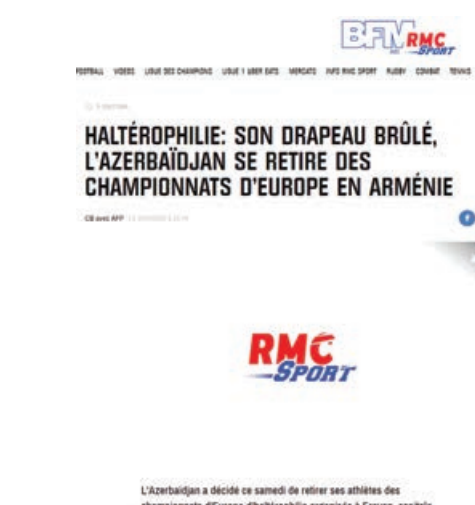 BFM RMC
SPORT
FOOTBALL VIDEOS LIGUE DES CHAMPIONS LIGUE 1 UBER EATS MERCATO INFO RMC SPORT RUGBY COMBAT TENNIS
HALTÉROPHILIE: SON DRAPEAU BRÛLÉ,
L'AZERBAÏDJAN SE RETIRE DES
CHAMPIONNATS D'EUROPE EN ARMÉNIE
CB avec AFP
RMC
SPORT
L'Azerbaïdjan a décidé ce samedi de retirer ses athlètes des